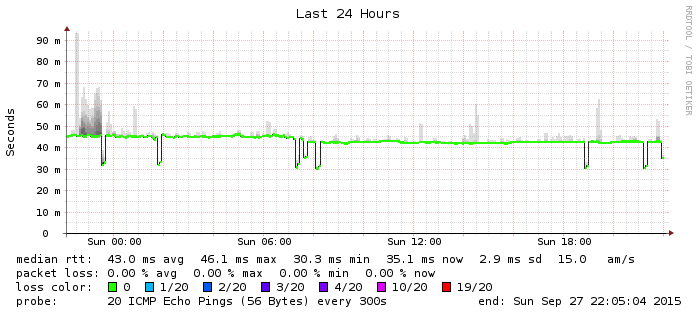 Last 24 Hours
RRDTOOL / TOBI OETIKER
Seconds
90 m
80 m
70 m
60 m
50 m
40 m
30 m
20 m
10 m
0
Sun 00:00 Sun 06:00 Sun 12:00 Sun 18:00
median rtt: 43.0 ms avg 46.1 ms max 30.3 ms min 35.1 ms now 2.9 ms sd 15.0 am/s
packet loss: 0.00 % avg 0.00 % max 0.00 % min 0.00 % now
loss color: 0 1/20 2/20 3/20 4/20 10/20 19/20
probe: 20 ICMP Echo Pings (56 Bytes) every 300s end: Sun Sep 27 22:05:04 2015